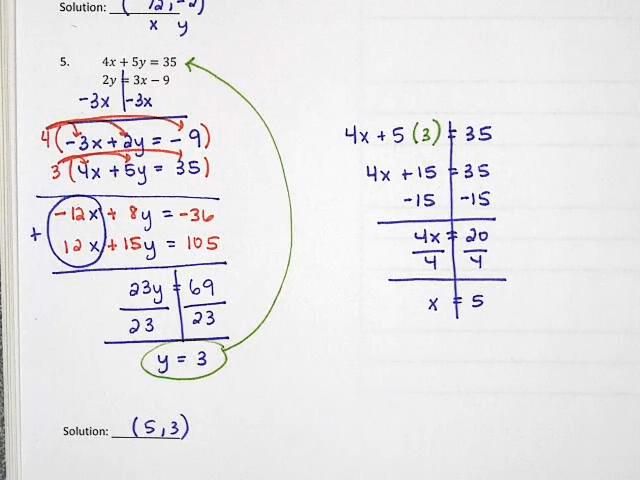 Solution: (12, -2)
x y
5. 4x + 5y = 35
2y = 3x − 9
-3x -3x
4(-3x + 2y = -9)
3(4x + 5y = 35)
-12x + 8y = -36
+ 12x + 15y = 105
23y = 69
23 23
y = 3
Solution: (5, 3)
4x + 5(3) = 35
4x + 15 = 35
-15 -15
4x = 20
4 4
x = 5